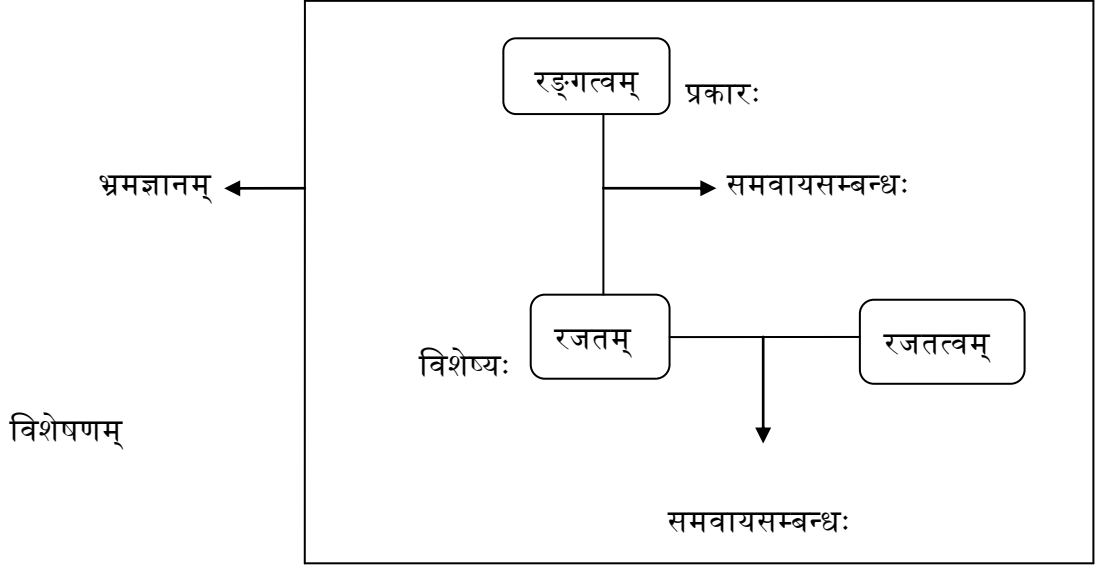 रङ्गत्वम्
प्रकारः
भ्रमज्ञानम्
समवायसम्बन्धः
रजतम्
रजतत्वम्
विशेष्यः
विशेषणम्
समवायसम्बन्धः